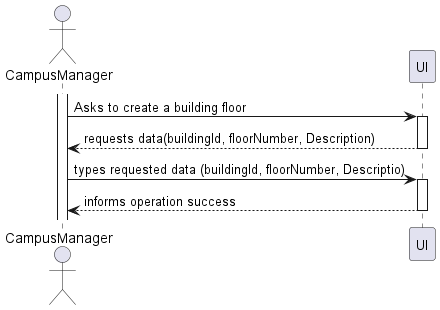 CampusManager
UI
Asks to create a building floor
requests data(buildingId, floorNumber, Description)
types requested data (buildingId, floorNumber, Descriptio)
informs operation success
CampusManager
UI